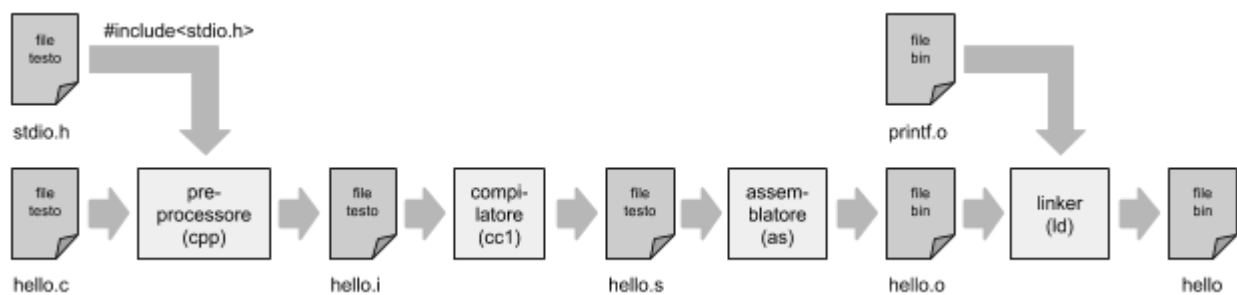 file
testo
#include<stdio.h>
file
bin
stdio.h
printf.o
file
testo
pre-
processore
(cpp)
file
testo
compi-
latore
(cc1)
file
testo
assem-
blatore
(as)
file
bin
linker
(ld)
file
bin
hello.c
hello.i
hello.s
hello.o
hello